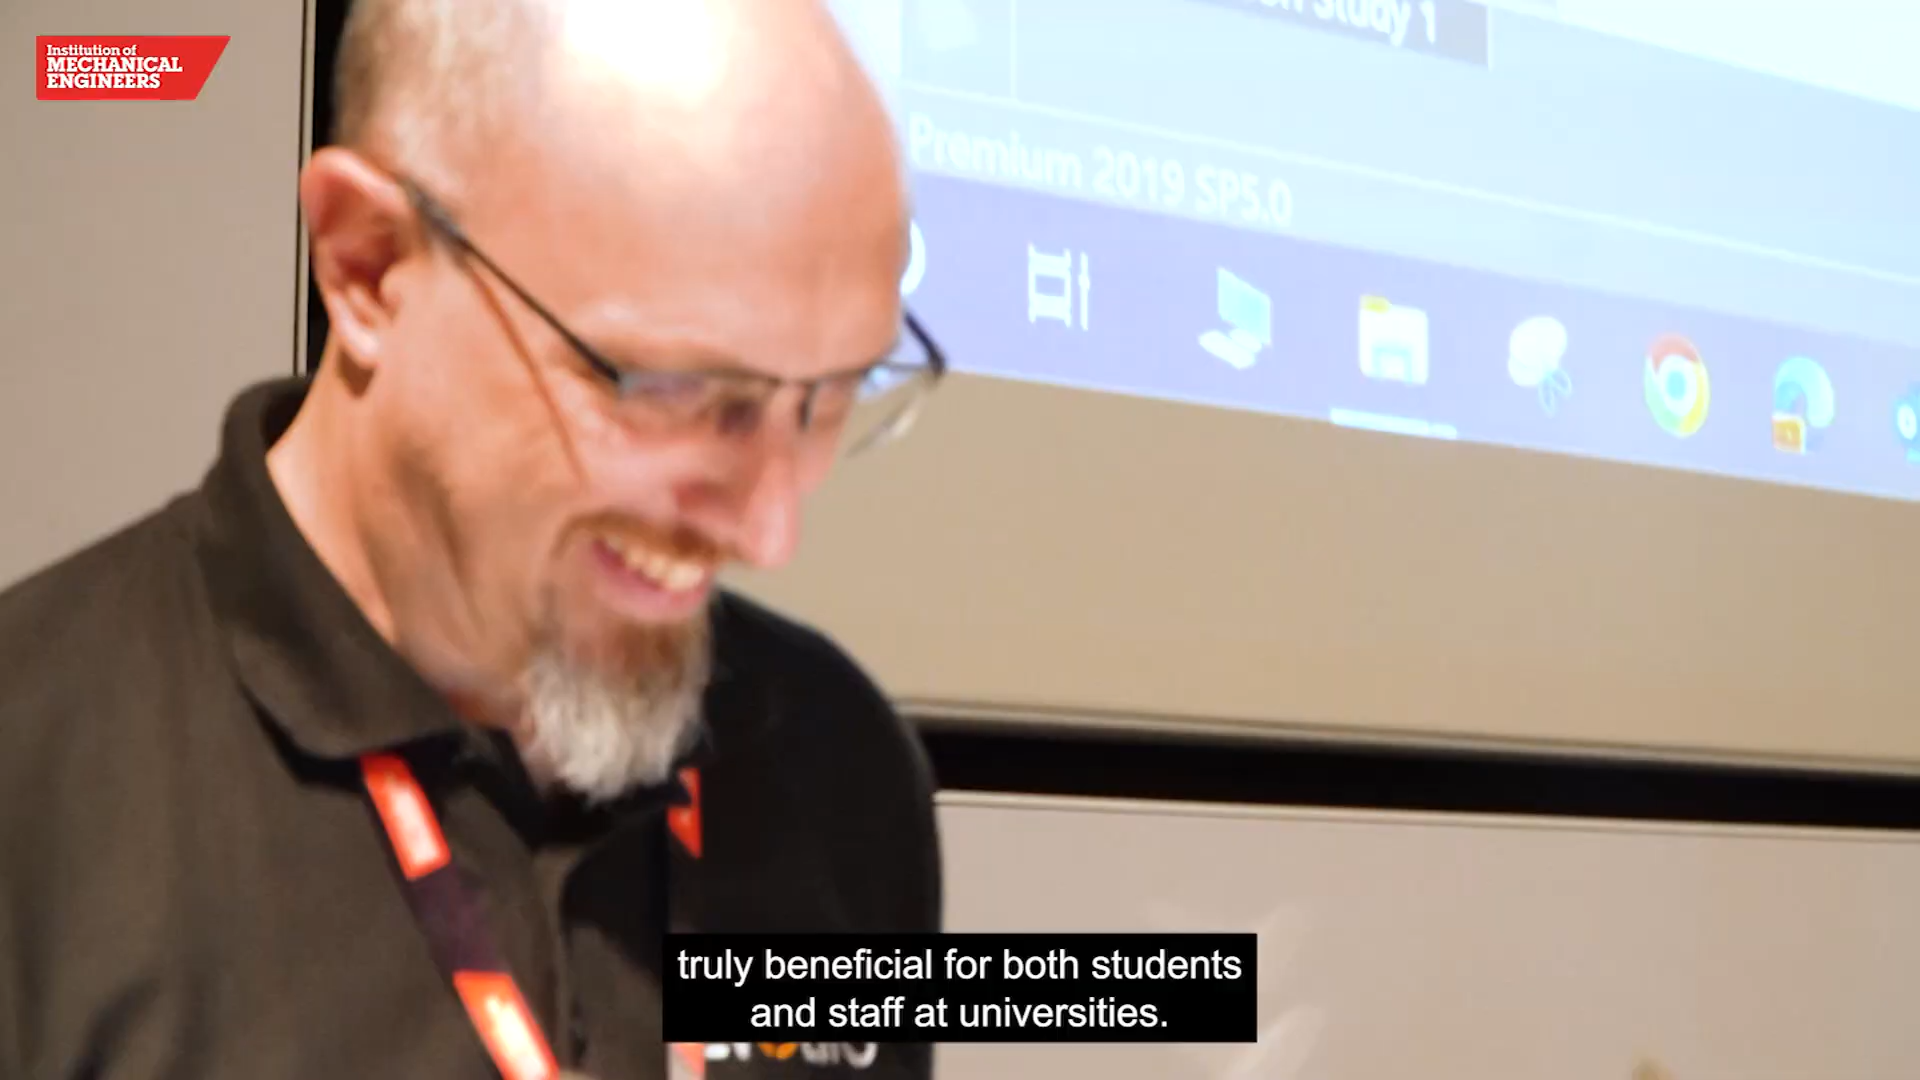 Institution of
MECHANICAL
ENGINEERS
Study 1
Premium 2019 SP5.0
truly beneficial for both students
and staff at universities.